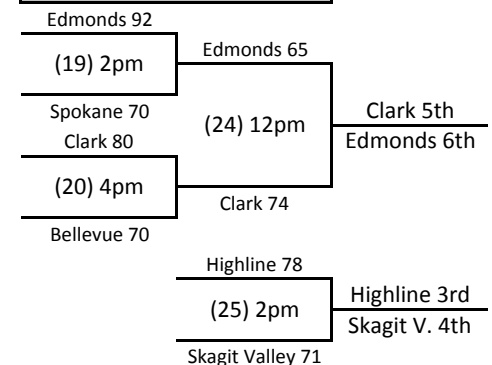 Edmonds 92
(19) 2pm
Edmonds 65
Spokane 70
(24) 12pm
Clark 5th
Clark 80
Edmonds 6th
(20) 4pm
Clark 74
Bellevue 70
Highline 78
(25) 2pm
Highline 3rd
Skagit V. 4th
Skagit Valley 71